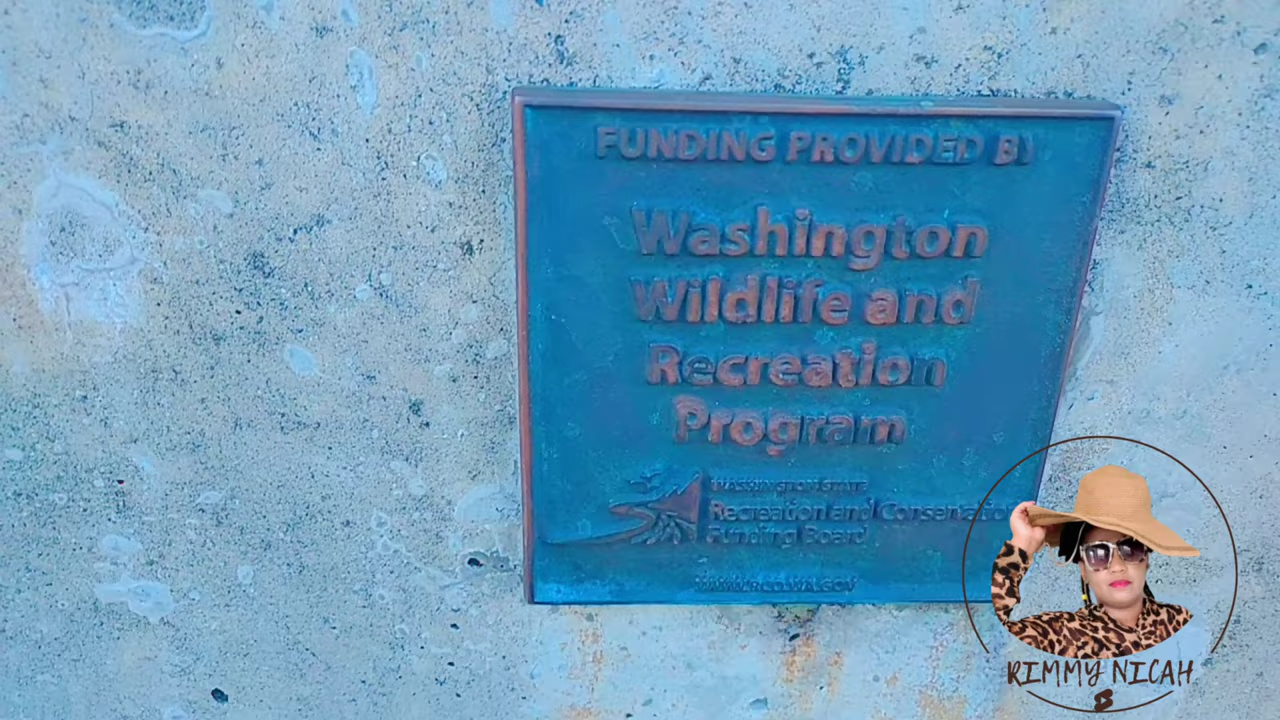 FUNDING PROVIDED BY
Washington
Wildlife and
Recreation
Program
WASHINGTON STATE
Recreation and Conservation
Funding Board
WWW.RCO.WA.GOV
RIMMY NICAH